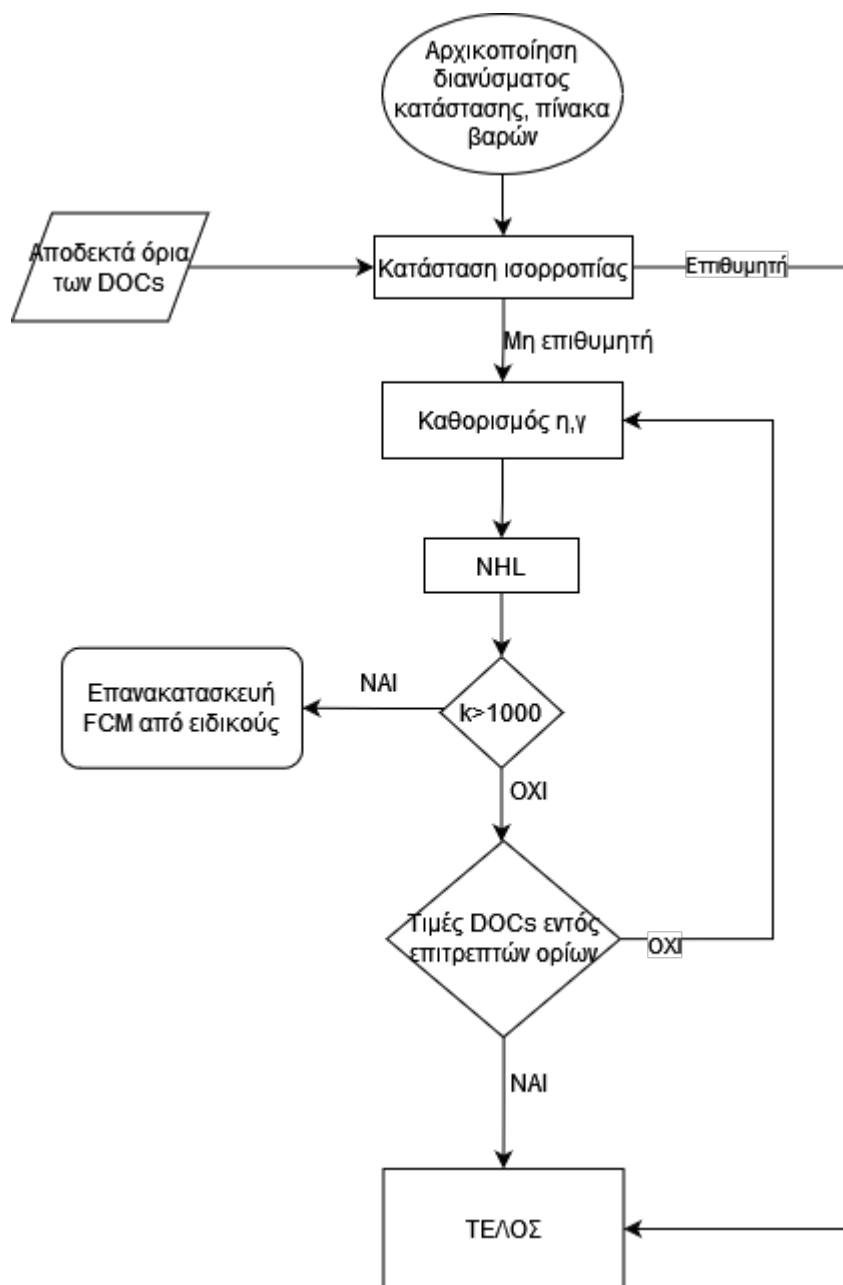 Αρχικοποίηση
διανύσματος
κατάστασης, πίνακα
βαρών
Αποδεκτά όρια
των DOCs
Κατάσταση ισορροπίας
Επιθυμητή
Μη επιθυμητή
Καθορισμός η,γ
NHL
ΝΑΙ
k>1000
Επανακατασκευή
FCM από ειδικούς
ΟΧΙ
Τιμές DOCs εντός
επιτρεπτών ορίων
ΟΧΙ
ΝΑΙ
ΤΕΛΟΣ